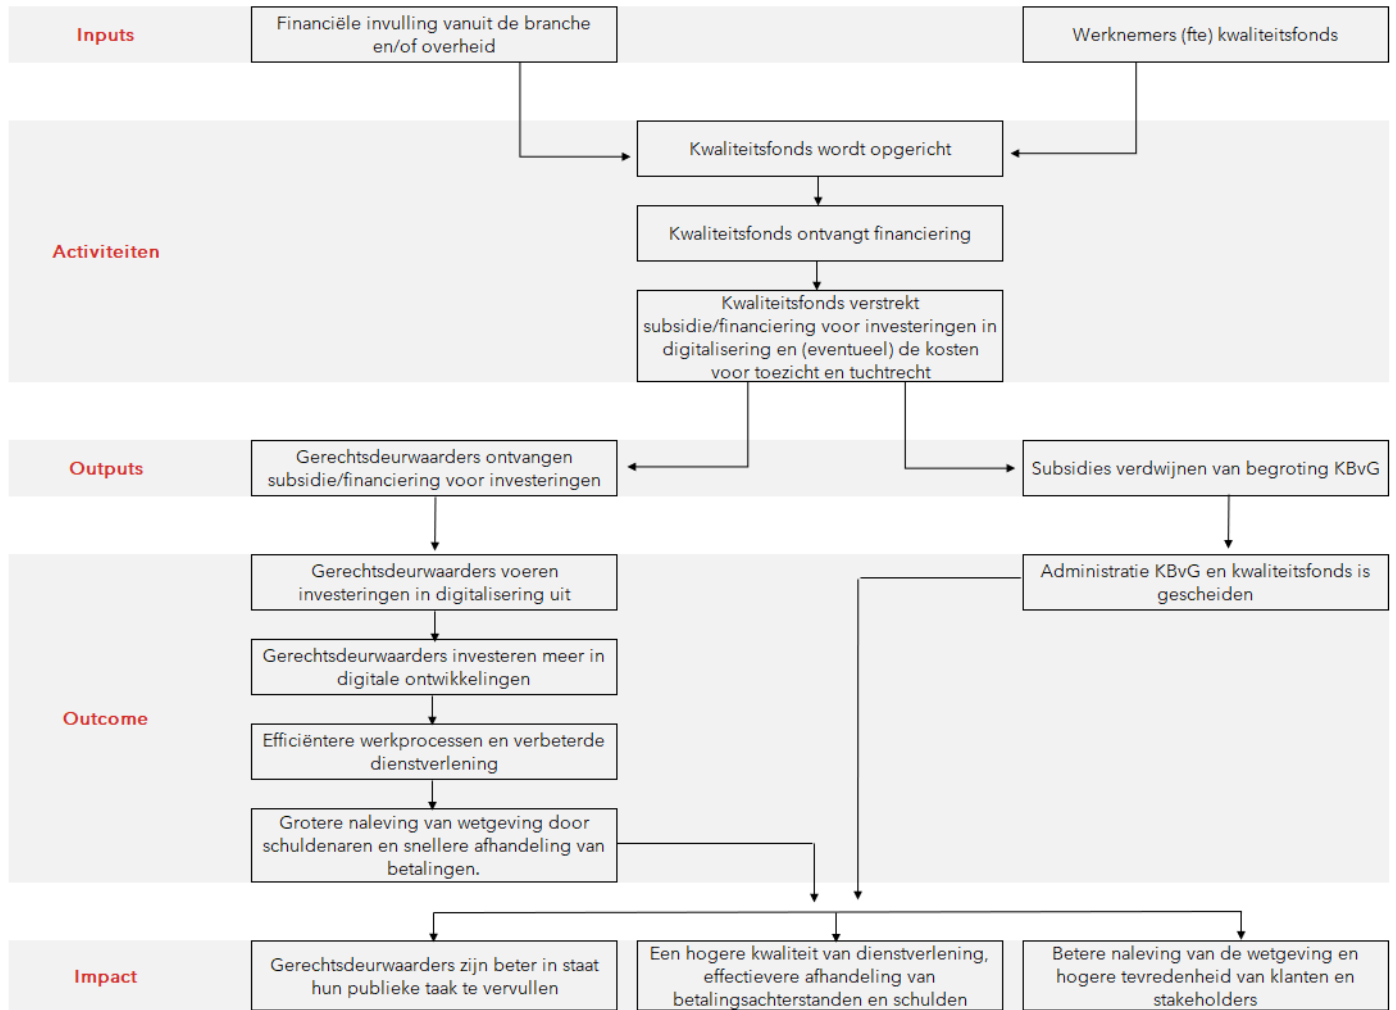 Inputs
Financiële invulling vanuit de branche
en/of overheid
Werknemers (fte) kwaliteitsfonds
Activiteiten
Kwaliteitsfonds wordt opgericht
Kwaliteitsfonds ontvangt financiering
Kwaliteitsfonds verstrekt
subsidie/financiering voor investeringen in
digitalisering en (eventueel) de kosten
voor toezicht en tuchtrecht
Outputs
Gerechtsdeurwaarders ontvangen
subsidie/financiering voor investeringen
Subsidies verdwijnen van begroting KBvG
Outcome
Gerechtsdeurwaarders voeren
investeringen in digitalisering uit
Administratie KBvG en kwaliteitsfonds is
gescheiden
Gerechtsdeurwaarders investeren meer in
digitale ontwikkelingen
Efficiëntere werkprocessen en verbeterde
dienstverlening
Grotere naleving van wetgeving door
schuldenaren en snellere afhandeling van
betalingen.
Impact
Gerechtsdeurwaarders zijn beter in staat
hun publieke taak te vervullen
Een hogere kwaliteit van dienstverlening,
effectievere afhandeling van
betalingsachterstanden en schulden
Betere naleving van de wetgeving en
hogere tevredenheid van klanten en
stakeholders